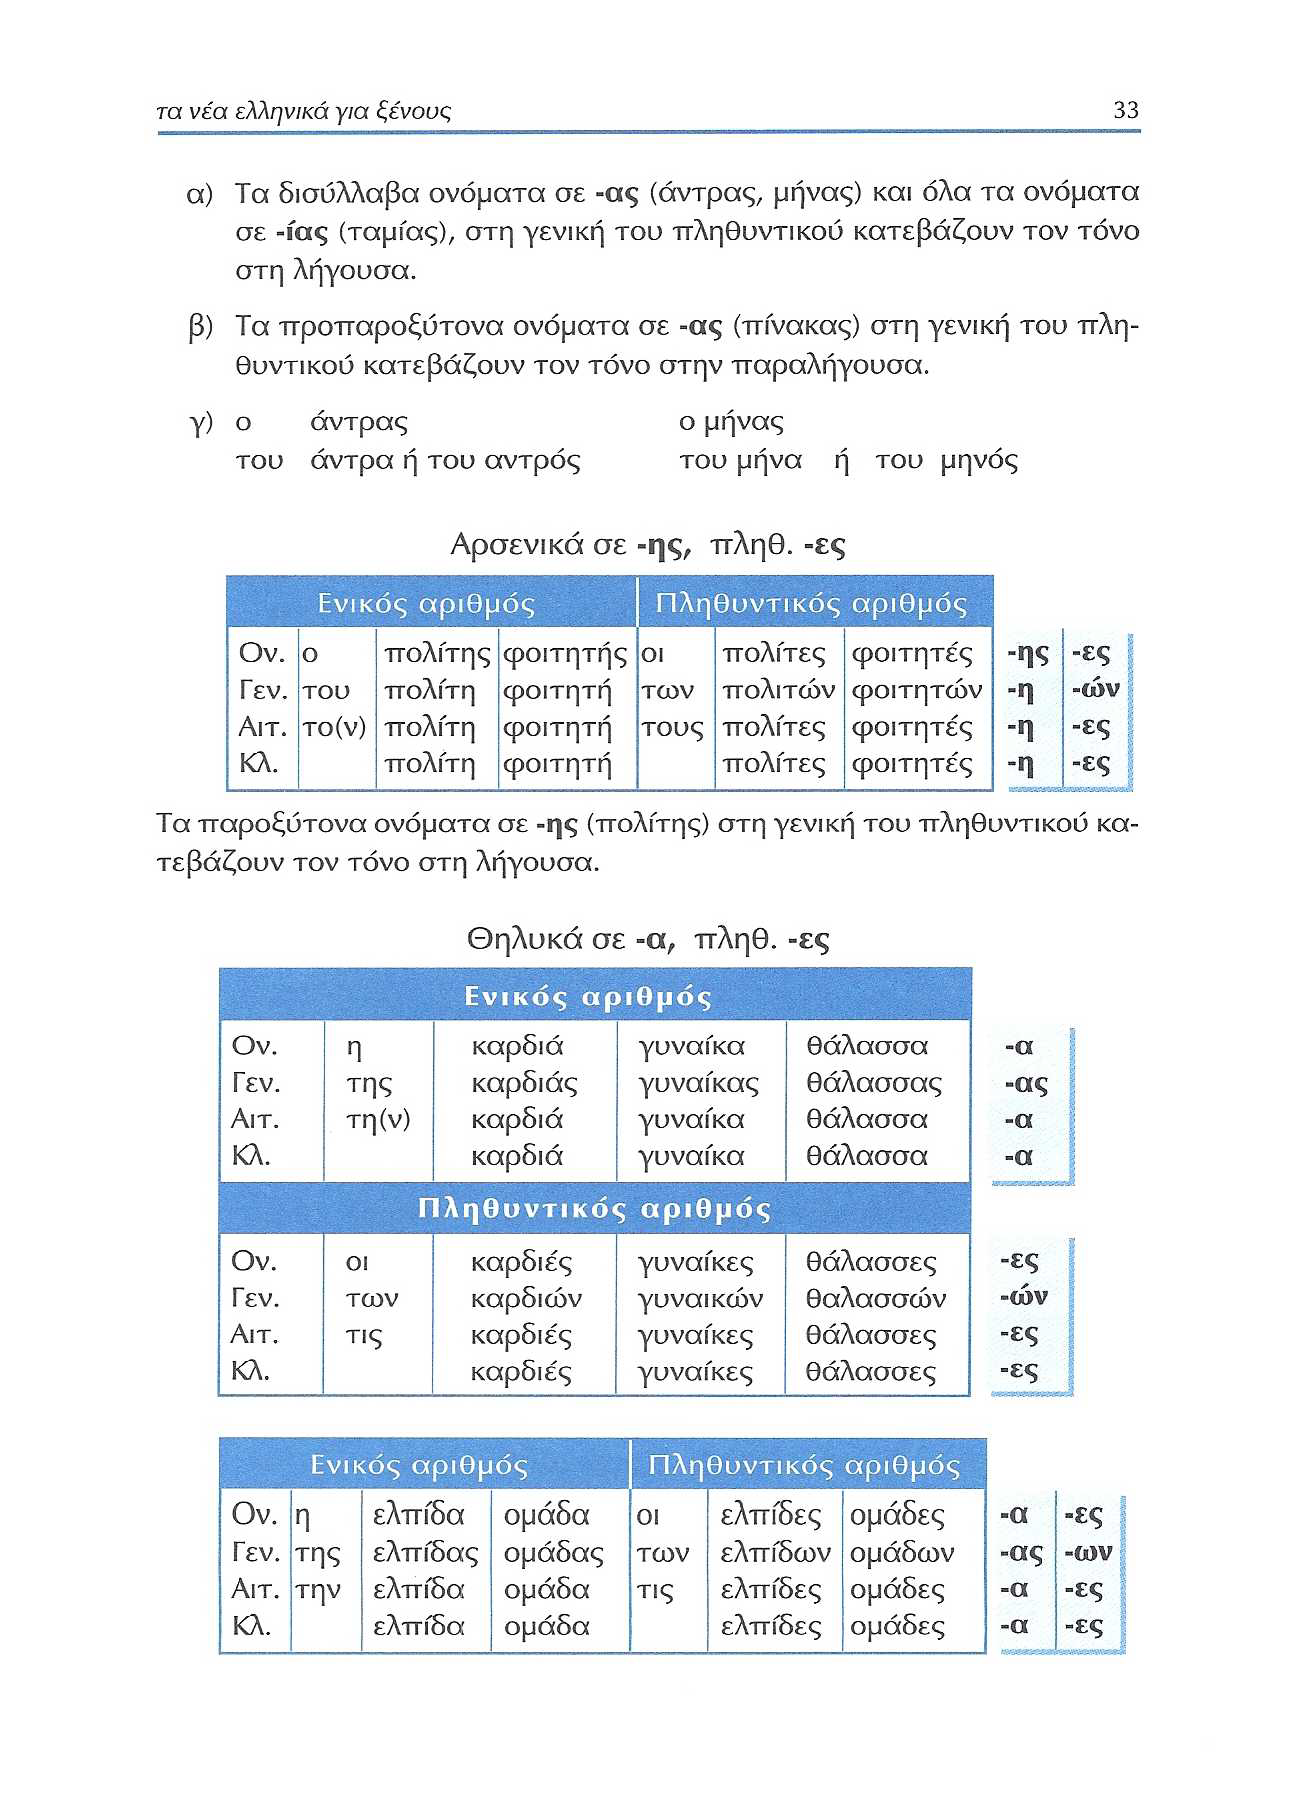 τα νέα ελληνικά για ξένους 33
α) Τα δισύλλαβα ονόματα σε -ας (άντρας, μήνας) και όλα τα ονόματα
σε -ίας (ταμίας), στη γενική του πληθυντικού κατεβάζουν τον τόνο
στη λήγουσα.
β) Τα προπαροξύτονα ονόματα σε -ας (πίνακας) στη γενική του πλη-
θυντικού κατεβάζουν τον τόνο στην παραλήγουσα.
γ) ο άντρας ο μήνας
του άντρα ή του αντρός του μήνα ή του μηνός
Αρσενικά σε -ης, πληθ. -ες
Ενικός αριθμός Πληθυντικός αριθμός
Ον. ο πολίτης φοιτητής οι πολίτες φοιτητές -ης -ες
Γεν. του πολίτη φοιτητή των πολιτών φοιτητών -η -ών
Αιτ. το(ν) πολίτη φοιτητή τους πολίτες φοιτητές -η -ες
Κλ. πολίτη φοιτητή πολίτες φοιτητές -η -ες
Τα παροξύτονα ονόματα σε -ης (πολίτης) στη γενική του πληθυντικού κα-
τεβάζουν τον τόνο στη λήγουσα.
Θηλυκά σε -α, πληθ. -ες
Ενικός αριθμός
Ον. η καρδιά γυναίκα θάλασσα -α
Γεν. της καρδιάς γυναίκας θάλασσας -ας
Αιτ. τη(ν) καρδιά γυναίκα θάλασσα -α
Κλ. καρδιά γυναίκα θάλασσα -α
Πληθυντικός αριθμός
Ον. οι καρδιές γυναίκες θάλασσες -ες
Γεν. των καρδιών γυναικών θαλασσών -ών
Αιτ. τις καρδιές γυναίκες θάλασσες -ες
Κλ. καρδιές γυναίκες θάλασσες -ες
Ενικός αριθμός Πληθυντικός αριθμός
Ον. η ελπίδα ομάδα οι ελπίδες ομάδες -α -ες
Γεν. της ελπίδας ομάδας των ελπίδων ομάδων -ας -ων
Αιτ. την ελπίδα ομάδα τις ελπίδες ομάδες -α -ες
Κλ. ελπίδα ομάδα ελπίδες ομάδες -α -ες